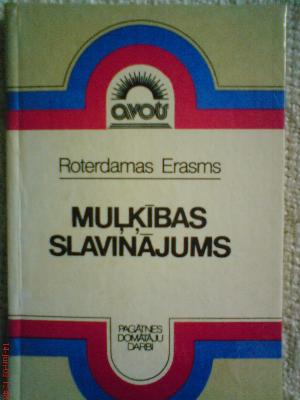 avots
Roterdamas Erasms
MUĻĶĪBAS
SLAVINĀJUMS
PAGĀTNES
DOMĀTĀJU
DARBI